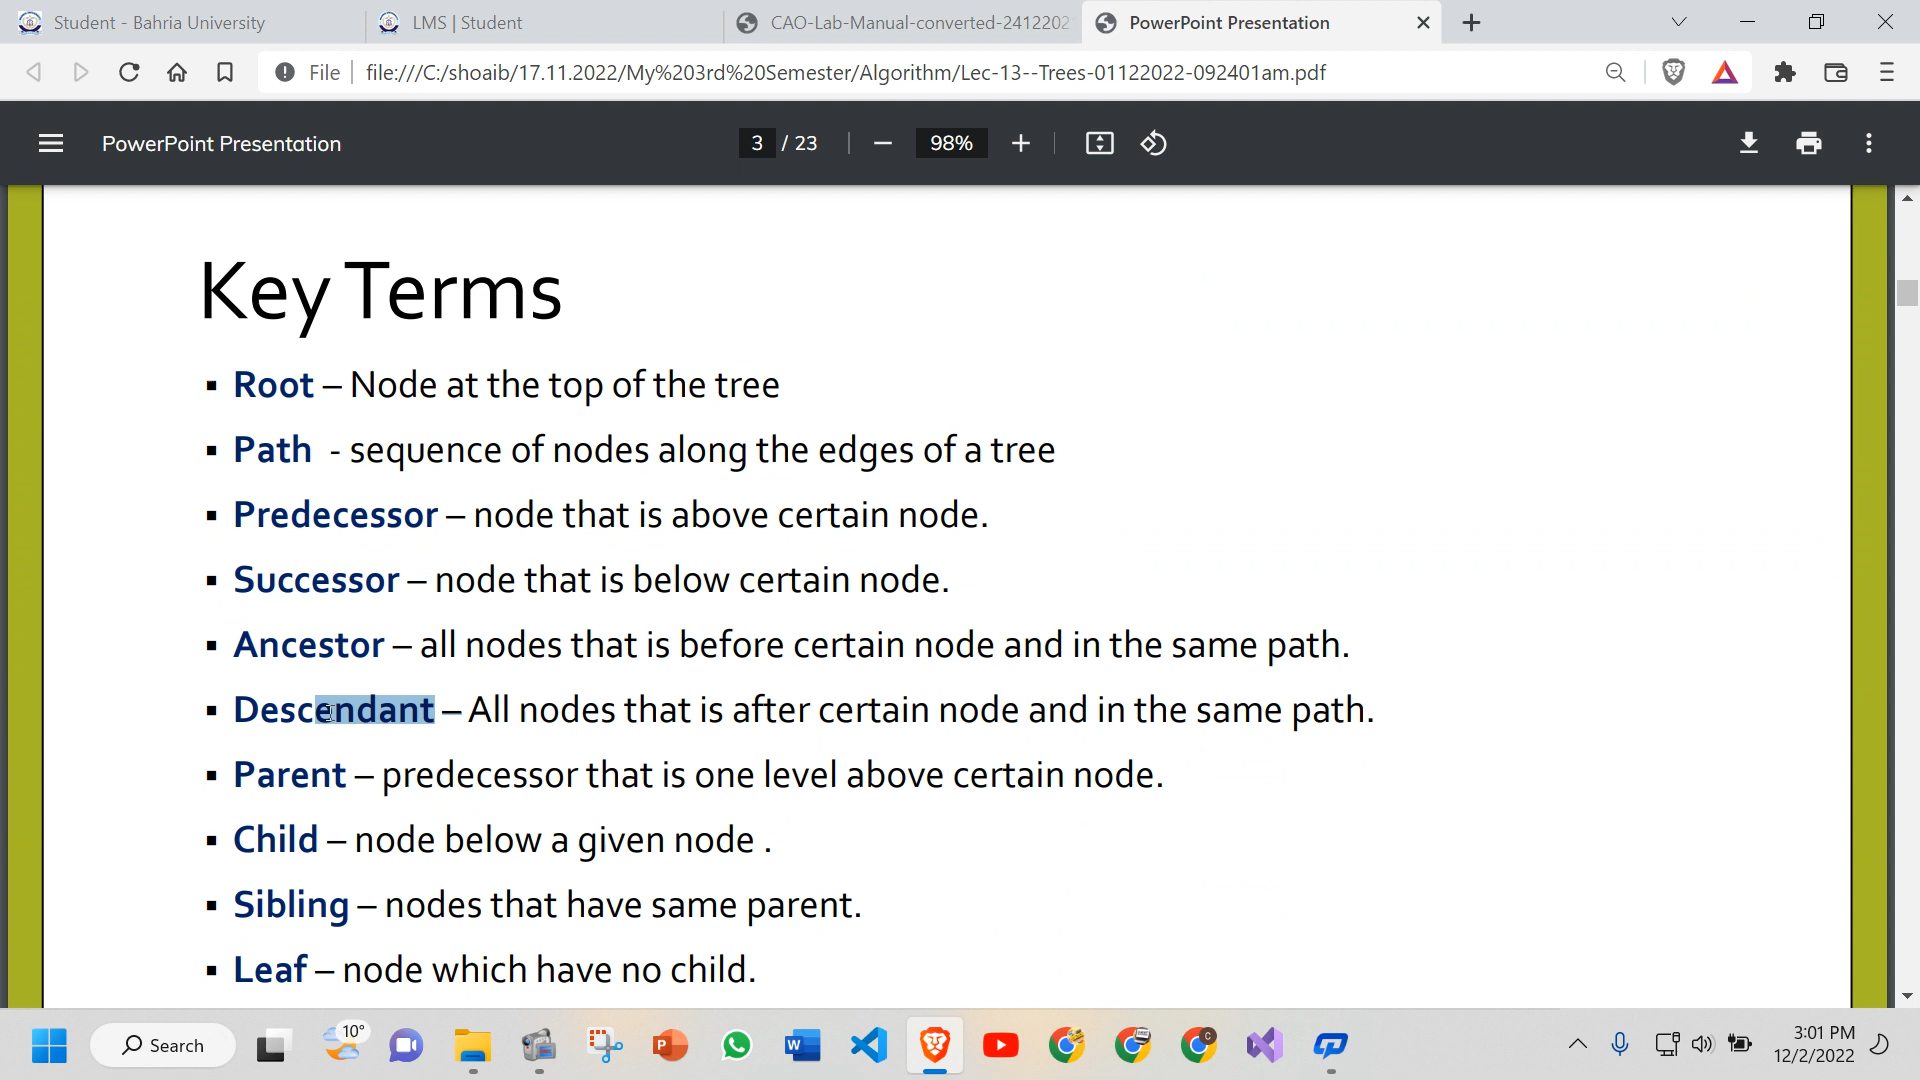 Student - Bahria University
LMS | Student
CAO-Lab-Manual-converted-2412202
PowerPoint Presentation
File
file:///C:/shoaib/17.11.2022/My%203rd%20Semester/Algorithm/Lec-13--Trees-01122022-092401am.pdf
PowerPoint Presentation
3 / 23
98%
Key Terms
▪ Root – Node at the top of the tree
▪ Path - sequence of nodes along the edges of a tree
▪ Predecessor – node that is above certain node.
▪ Successor – node that is below certain node.
▪ Ancestor – all nodes that is before certain node and in the same path.
▪ Descendant – All nodes that is after certain node and in the same path.
▪ Parent – predecessor that is one level above certain node.
▪ Child – node below a given node .
▪ Sibling – nodes that have same parent.
▪ Leaf – node which have no child.
Search
10°
3:01 PM
12/2/2022